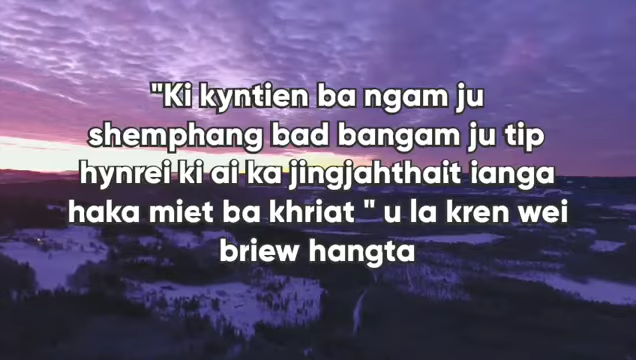 "Ki kyntien ba ngam ju
shemphang bad bangam ju tip
hynrei ki ai ka jingjahthait ianga
haka miet ba khriat " u la kren wei
briew hangta